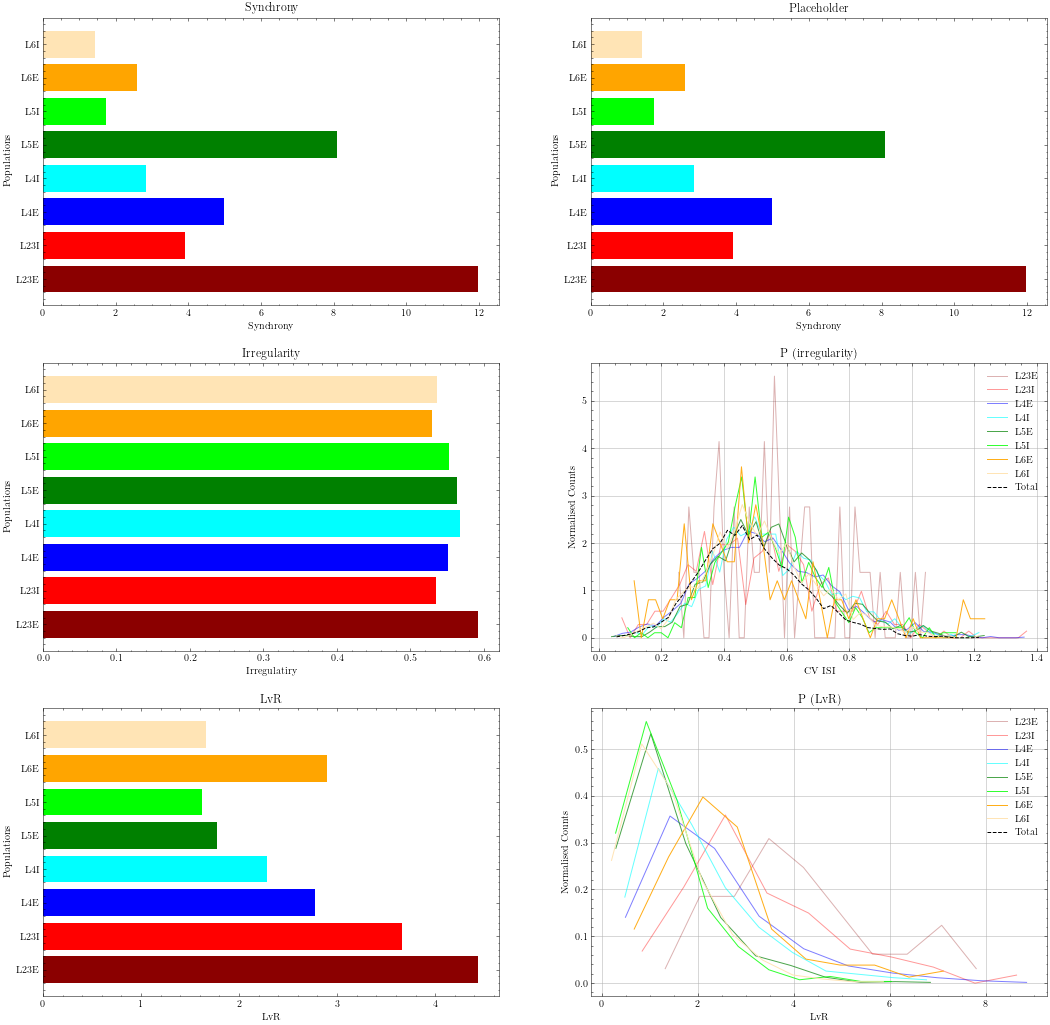 Synchrony
L6I
L6E
L5I
L5E
L4I
L4E
L23I
L23E
Populations
0 2 4 6 8 10 12
Synchrony
Placeholder
L6I
L6E
L5I
L5E
L4I
L4E
L23I
L23E
Populations
0 2 4 6 8 10 12
Synchrony
Irregularity
L6I
L6E
L5I
L5E
L4I
L4E
L23I
L23E
Populations
0.0 0.1 0.2 0.3 0.4 0.5 0.6
Irregulatiry
P (irregularity)
5
4
3
2
1
0
Normalised Counts
L23E
L23I
L4E
L4I
L5E
L5I
L6E
L6I
Total
0.0 0.2 0.4 0.6 0.8 1.0 1.2 1.4
CV ISI
LvR
L6I
L6E
L5I
L5E
L4I
L4E
L23I
L23E
Populations
0 1 2 3 4
LvR
P (LvR)
0.5
0.4
0.3
0.2
0.1
0.0
Normalised Counts
L23E
L23I
L4E
L4I
L5E
L5I
L6E
L6I
Total
0 2 4 6 8
LvR